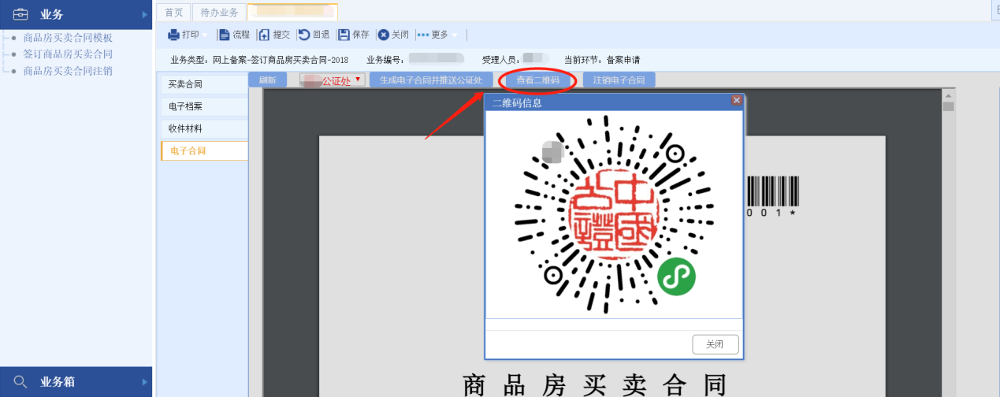 业务
商品房买卖合同模板
签订商品房买卖合同
商品房买卖合同注销
业务箱
首页 待办业务
打印 流程 提交 回退 保存 关闭 更多
业务类型：网上备案-签订商品房买卖合同-2018 业务编号： 受理人员： 当前环节：备案申请
买卖合同
电子档案
收件材料
电子合同
刷新 公证处 生成电子合同并推送公证处 查看二维码 注销电子合同
二维码信息
中国公證
001*
关闭
商品房买卖合同